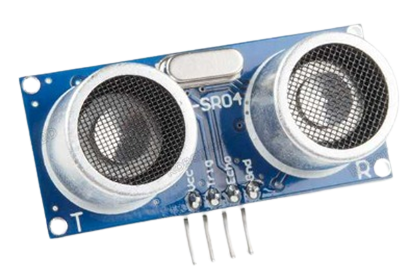 -SR04
Vcc
Trig
Echo
Gnd
T
R